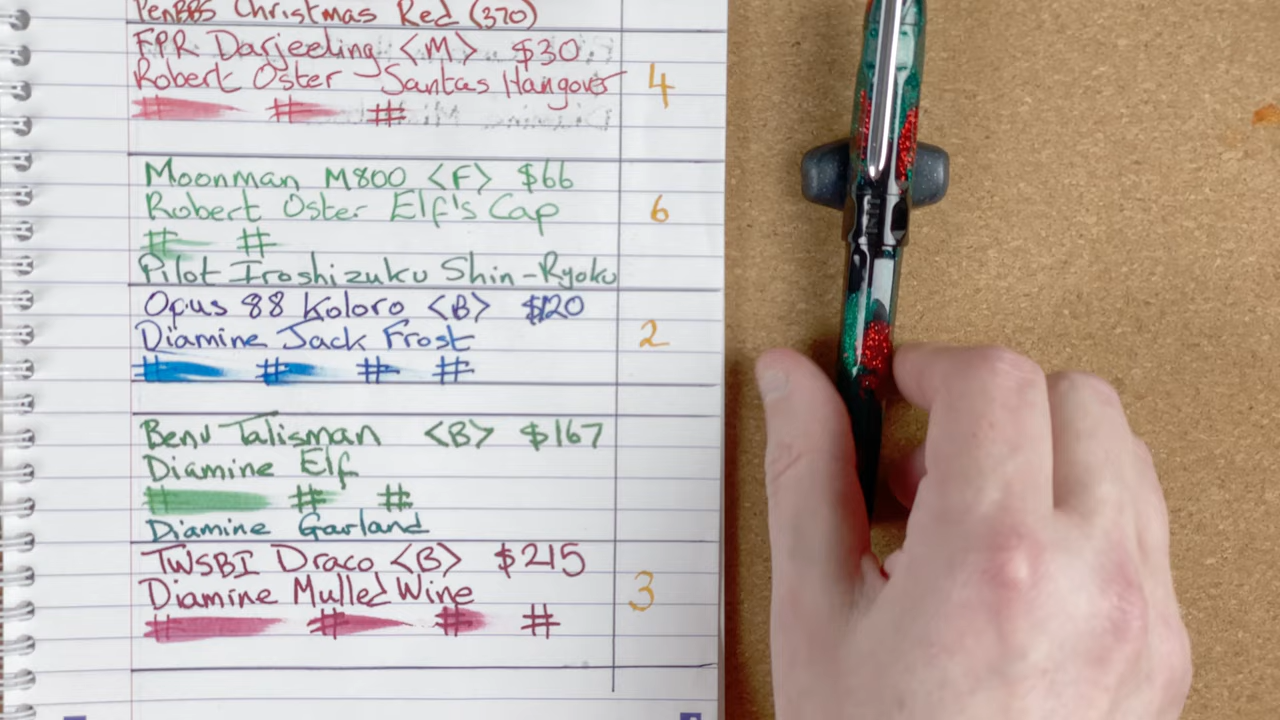 PenBBS Christmas Red (370)
FPR Darjeeling <M> $30
Robert Oster Santas Hangover
4
Moonman M800 <F> $66
Robert Oster Elf's Cap
6
Pilot Iroshizuku Shin-Ryoku
Opus 88 Koloro <B> $120
Diamine Jack Frost
2
Benu Talisman <B> $167
Diamine Elf
Diamine Garland
TWSBI Draco <B> $215
Diamine Mulled Wine
3